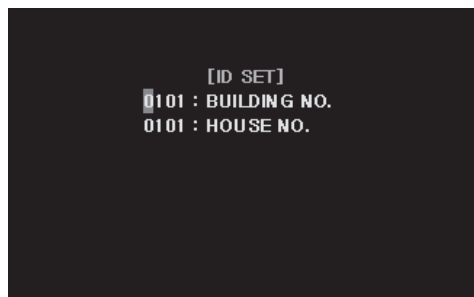 [ID SET]
0101 : BUILDING NO.
0101 : HOUSE NO.